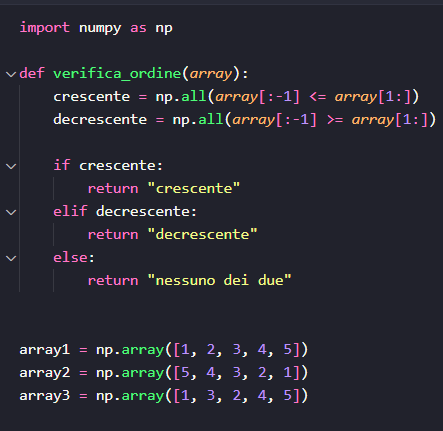 import numpy as np
def verifica_ordine(array):
    crescente = np.all(array[:-1] <= array[1:])
    decrescente = np.all(array[:-1] >= array[1:])
    if crescente:
        return "crescente"
    elif decrescente:
        return "decrescente"
    else:
        return "nessuno dei due"
array1 = np.array([1, 2, 3, 4, 5])
array2 = np.array([5, 4, 3, 2, 1])
array3 = np.array([1, 3, 2, 4, 5])